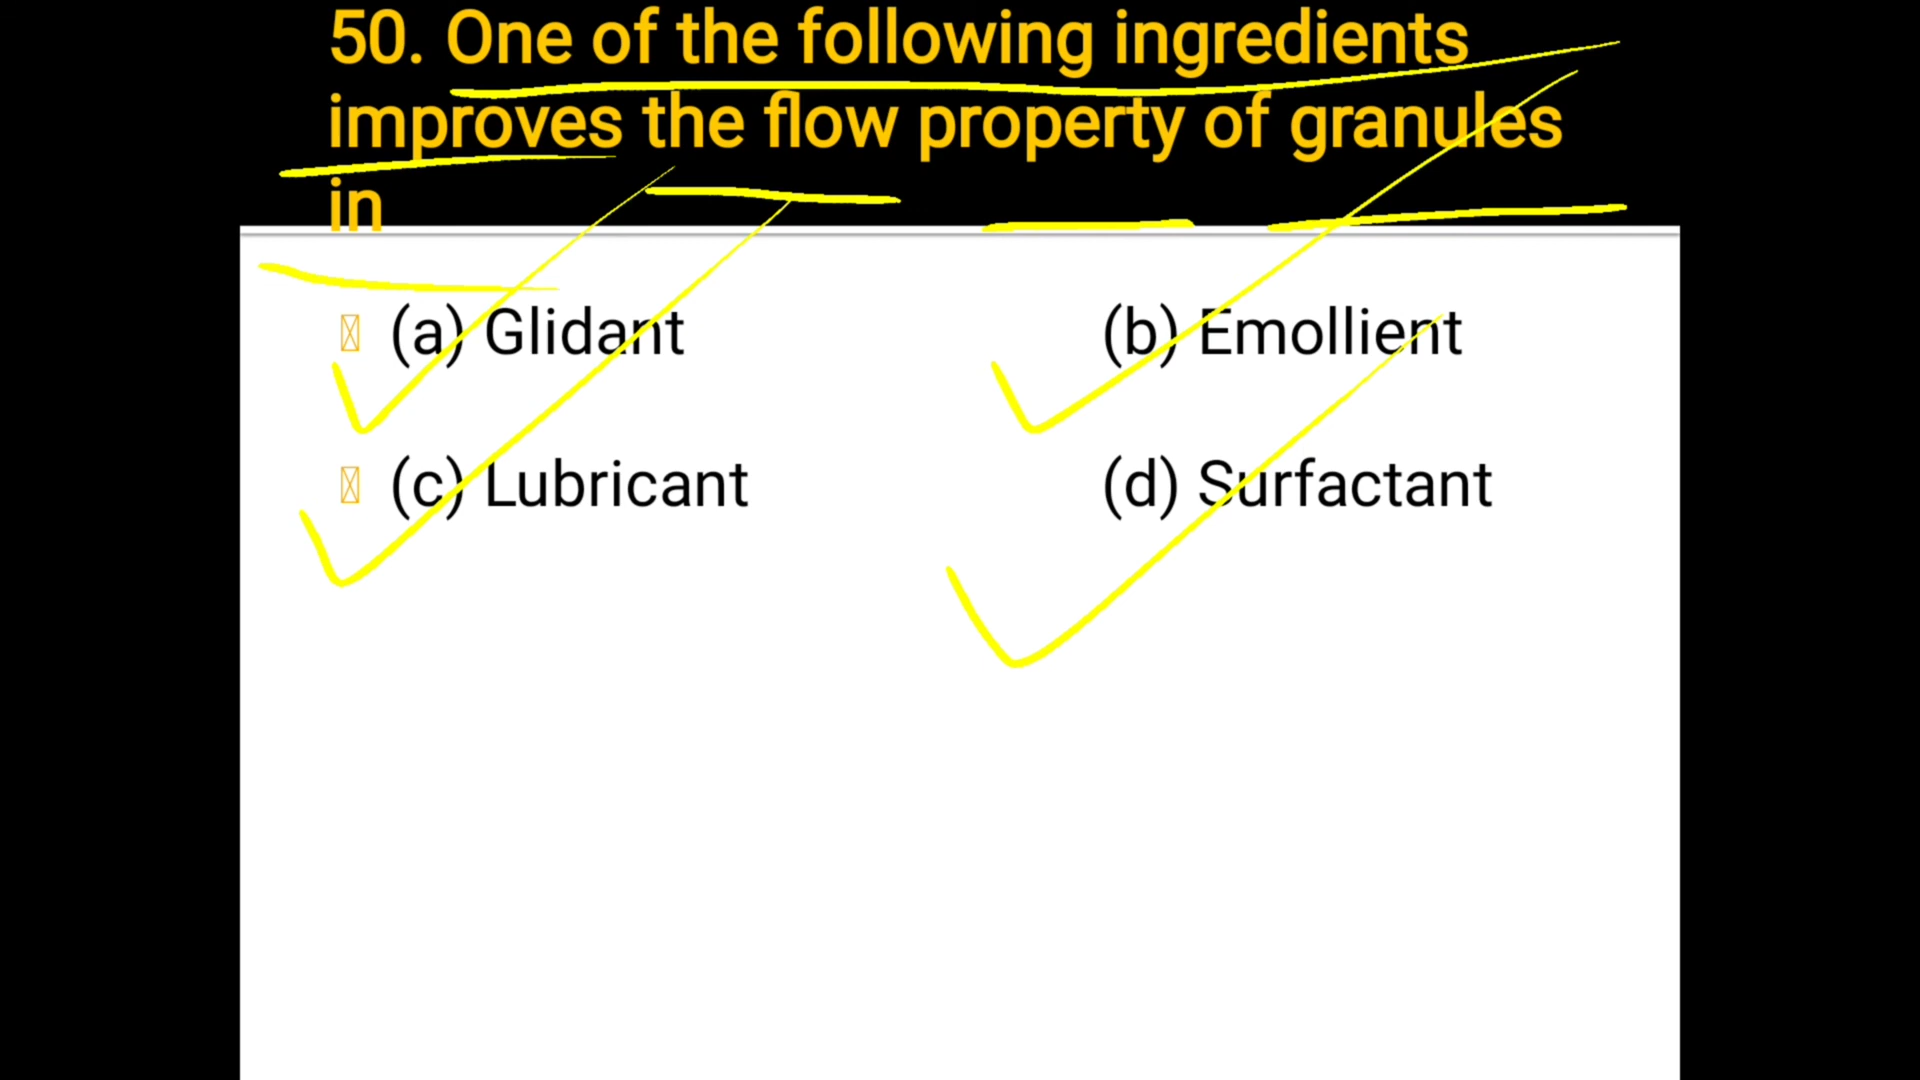 50. One of the following ingredients
improves the flow property of granules
in
(a) Glidant (b) Emollient
(c) Lubricant (d) Surfactant